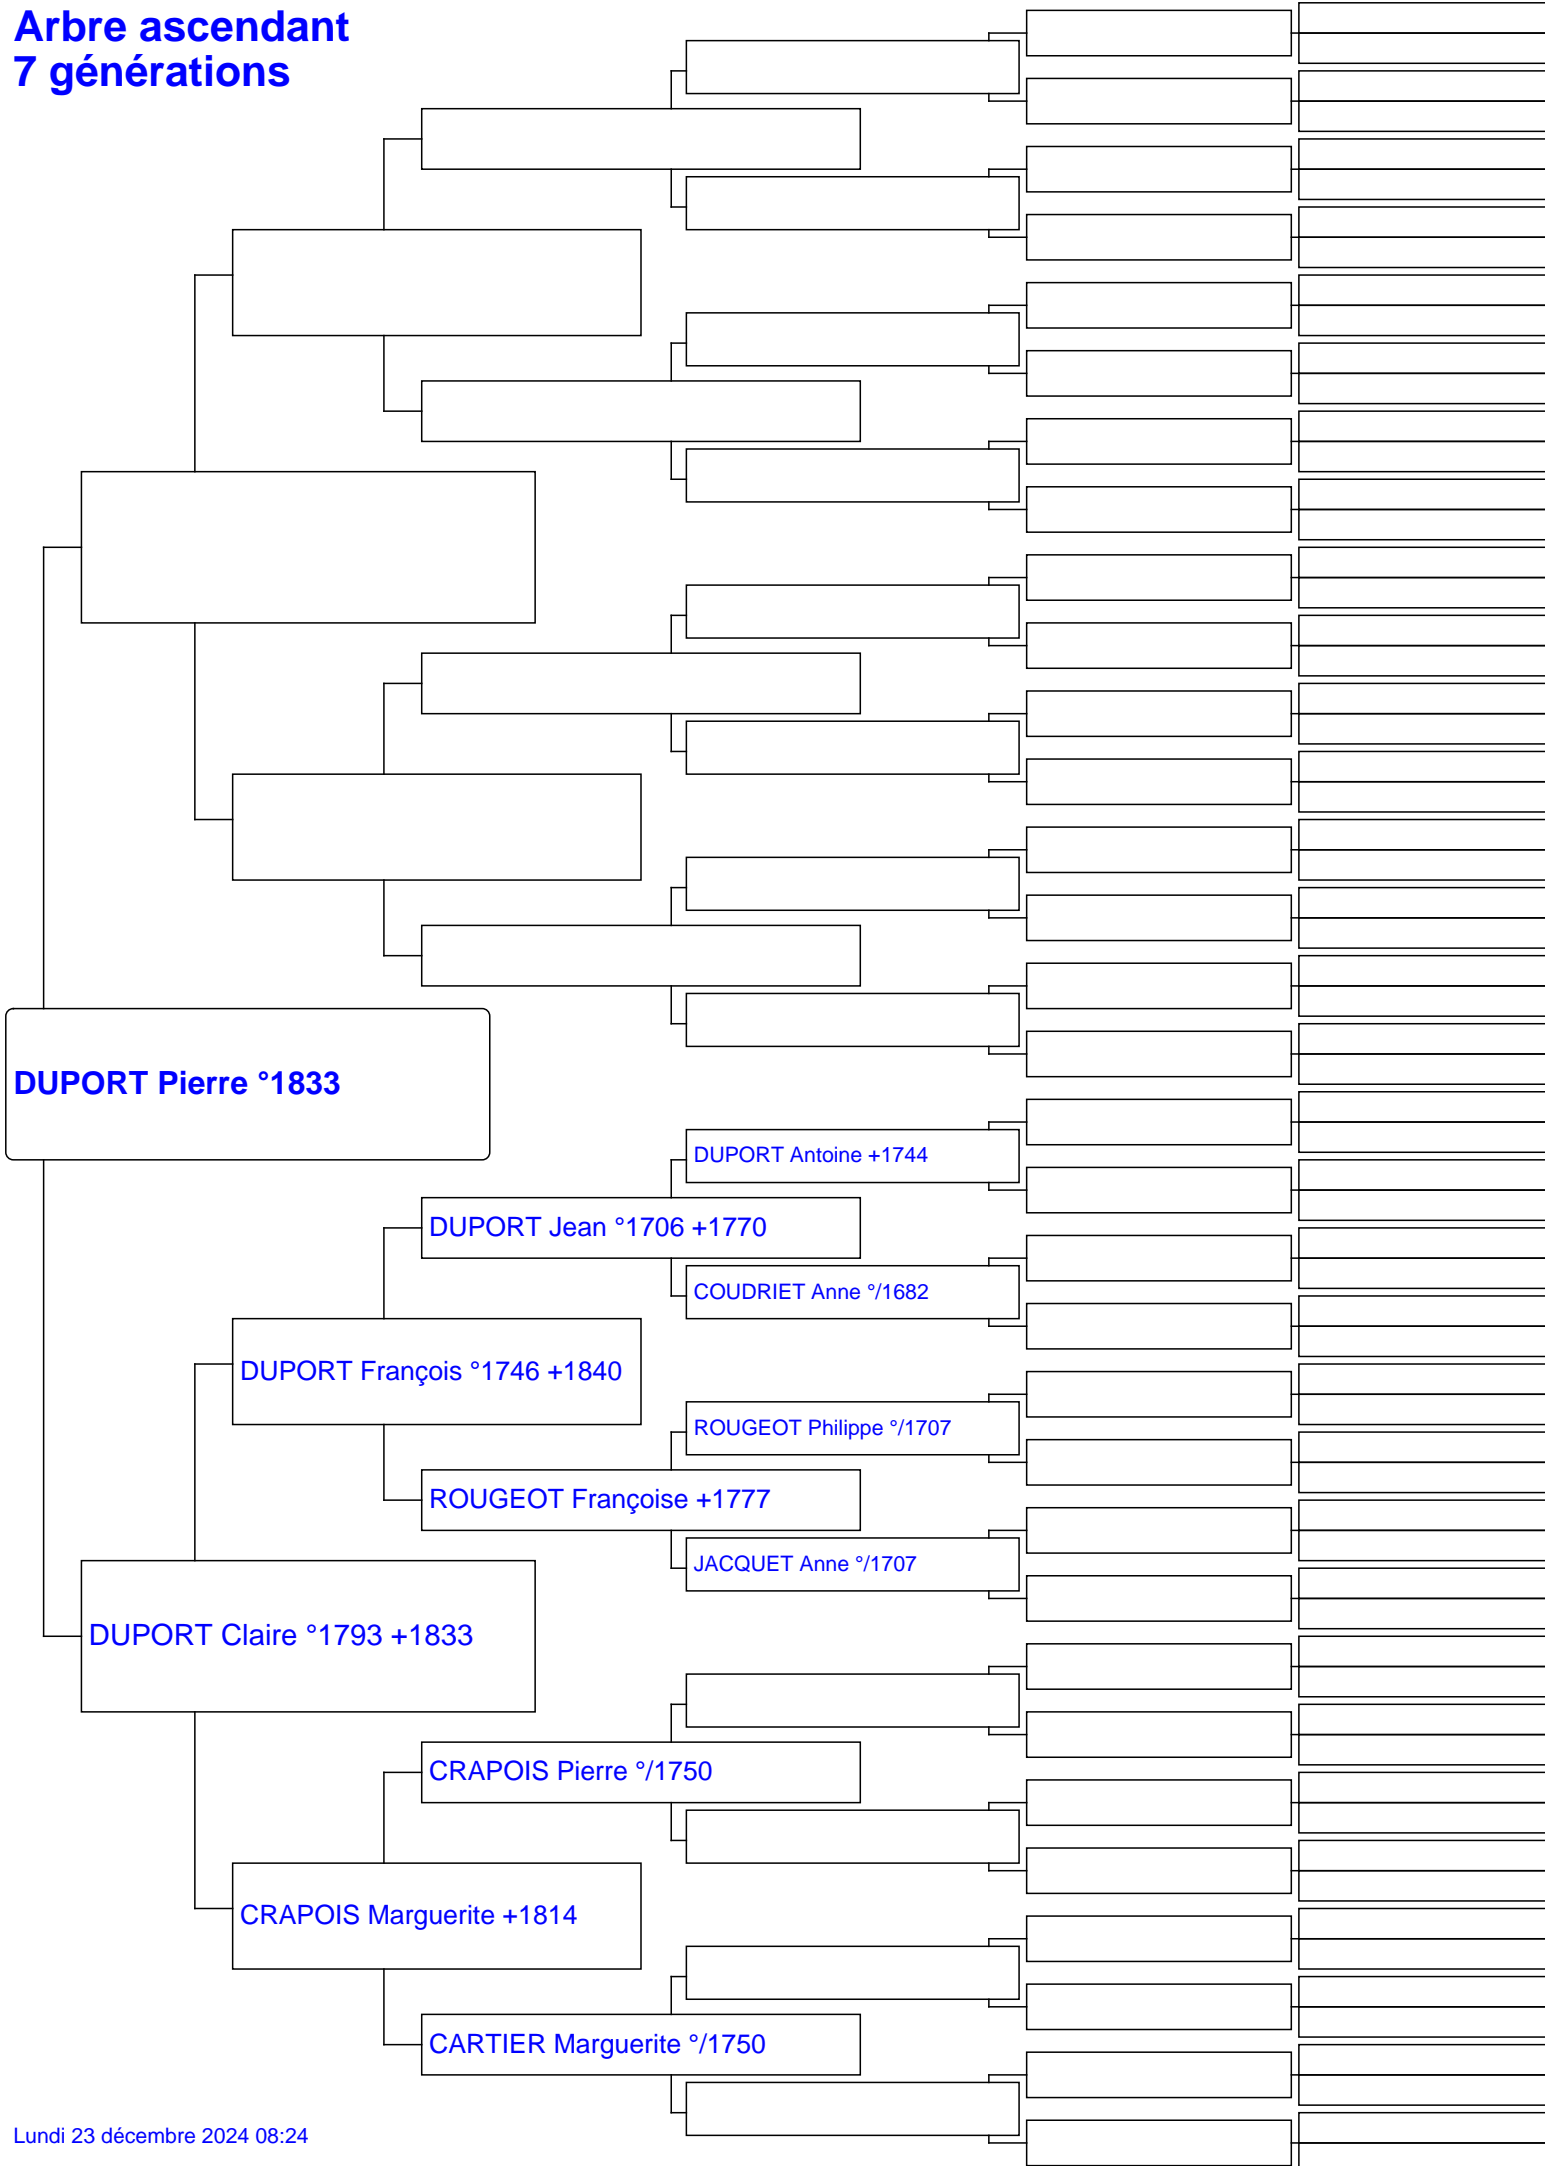 Arbre ascendant
7 générations
DUPORT Pierre °1833
DUPORT Antoine +1744
DUPORT Jean °1706 +1770
COUDRIET Anne °/1682
DUPORT François °1746 +1840
ROUGEOT Philippe °/1707
ROUGEOT Françoise +1777
JACQUET Anne °/1707
DUPORT Claire °1793 +1833
CRAPOIS Pierre °/1750
CRAPOIS Marguerite +1814
CARTIER Marguerite °/1750
Lundi 23 décembre 2024 08:24